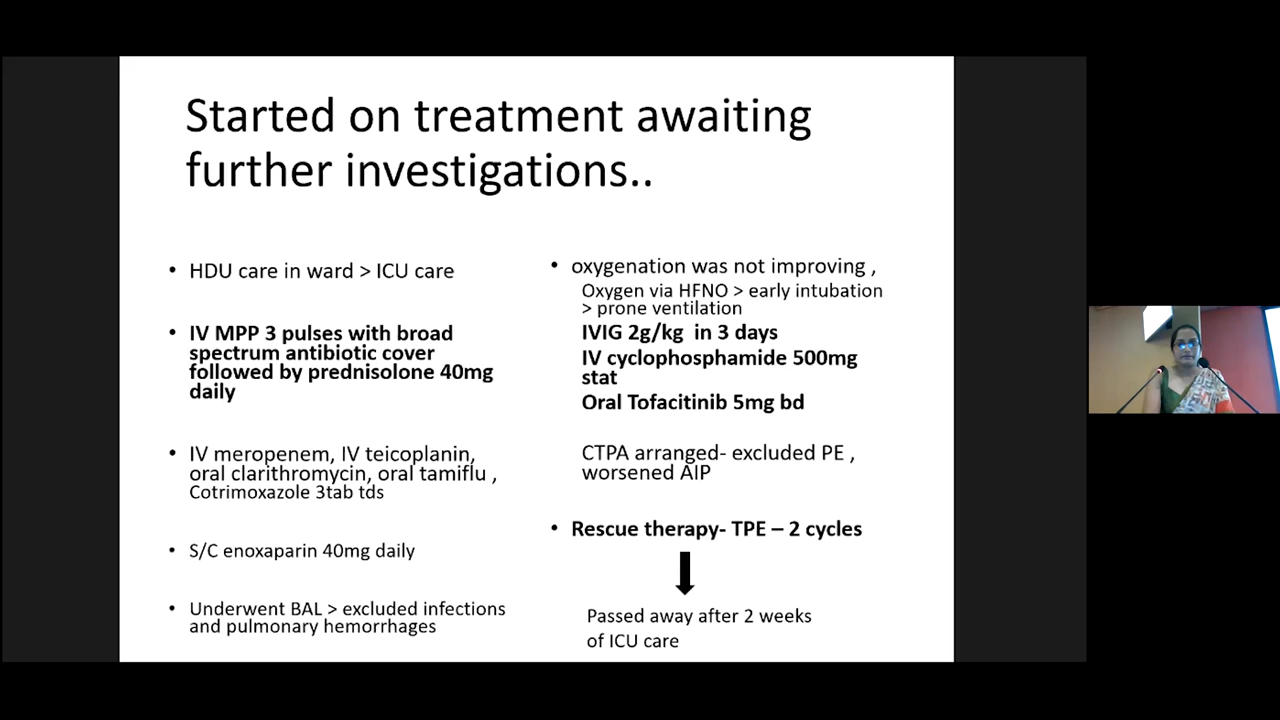 Started on treatment awaiting
further investigations..
• HDU care in ward > ICU care
• IV MPP 3 pulses with broad
spectrum antibiotic cover
followed by prednisolone 40mg
daily
• IV meropenem, IV teicoplanin,
oral clarithromycin, oral tamiflu ,
Cotrimoxazole 3tab tds
• S/C enoxaparin 40mg daily
• Underwent BAL > excluded infections
and pulmonary hemorrhages
• oxygenation was not improving ,
Oxygen via HFNO > early intubation
> prone ventilation
IVIG 2g/kg in 3 days
IV cyclophosphamide 500mg
stat
Oral Tofacitinib 5mg bd
CTPA arranged- excluded PE ,
worsened AIP
• Rescue therapy- TPE – 2 cycles
Passed away after 2 weeks
of ICU care